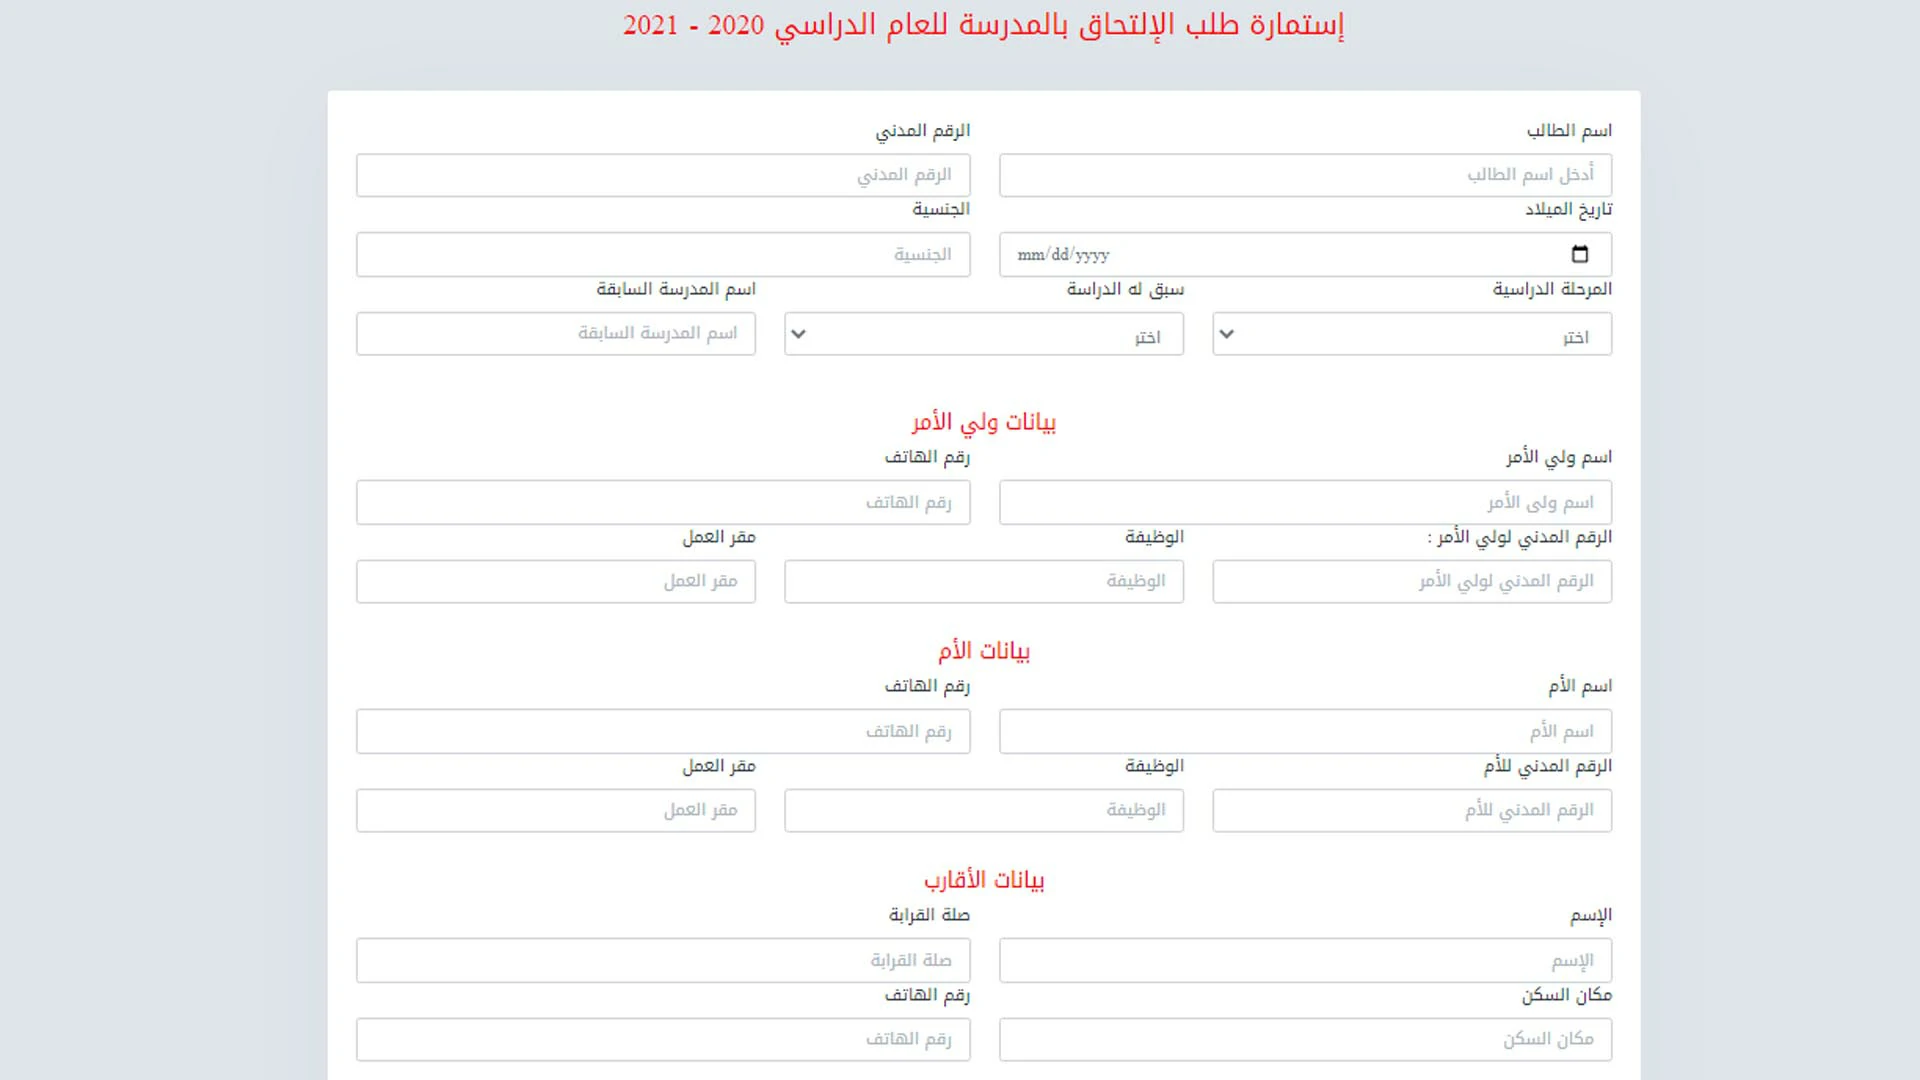 إستمارة طلب الإلتحاق بالمدرسة للعام الدراسي 2020 - 2021
اسم الطالب
الرقم المدني
أدخل اسم الطالب
الرقم المدني
تاريخ الميلاد
الجنسية
mm/dd/yyyy
الجنسية
المرحلة الدراسية
سبق له الدراسة
اسم المدرسة السابقة
اختر
اختر
اسم المدرسة السابقة
بيانات ولي الأمر
اسم ولي الأمر
رقم الهاتف
اسم ولى الأمر
رقم الهاتف
الرقم المدني لولي الأمر :
الوظيفة
مقر العمل
الرقم المدني لولي الأمر
الوظيفة
مقر العمل
بيانات الأم
اسم الأم
رقم الهاتف
اسم الأم
رقم الهاتف
الرقم المدني للأم
الوظيفة
مقر العمل
الرقم المدني للأم
الوظيفة
مقر العمل
بيانات الأقارب
الإسم
صلة القرابة
الإسم
صلة القرابة
مكان السكن
رقم الهاتف
مكان السكن
رقم الهاتف